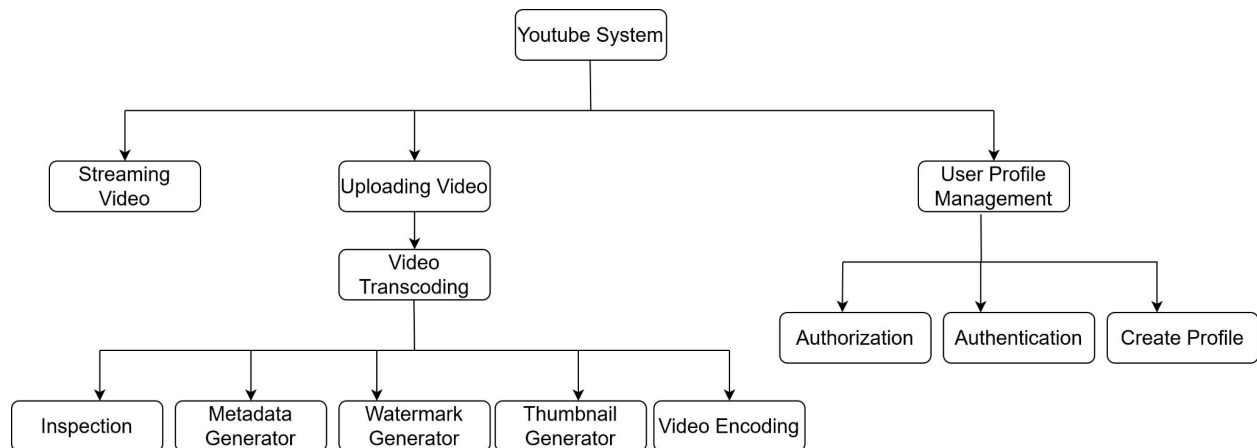 Youtube System
Streaming
Video
Uploading Video
User Profile
Management
Video
Transcoding
Authorization
Authentication
Create Profile
Inspection
Metadata
Generator
Watermark
Generator
Thumbnail
Generator
Video Encoding